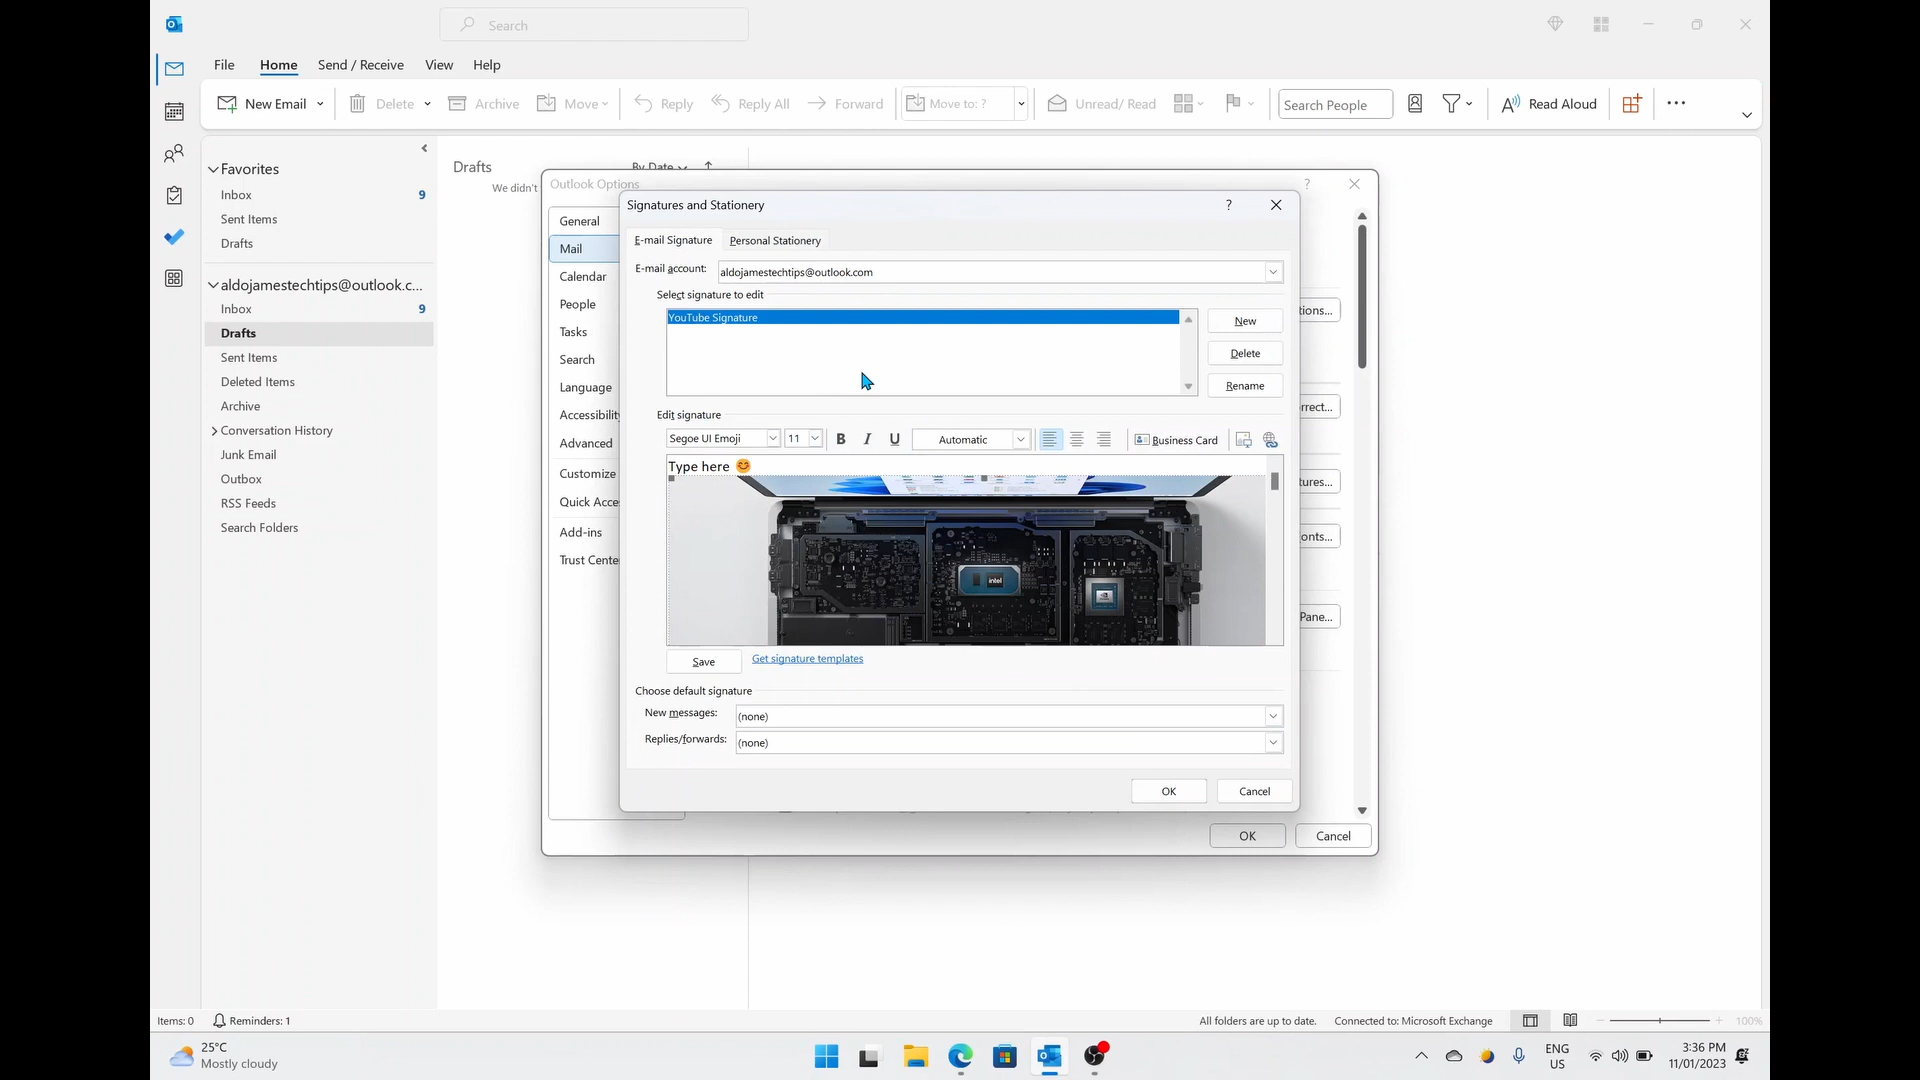 Search
File Home Send / Receive View Help
New Email Delete Archive Move Reply Reply All Forward Move to: ? Unread/ Read Search People Read Aloud
Favorites
Inbox 9
Sent Items
Drafts
aldojamestechtips@outlook.c...
Inbox 9
Drafts
Sent Items
Deleted Items
Archive
Conversation History
Junk Email
Outbox
RSS Feeds
Search Folders
Drafts By Date
We didn't
Outlook Options ?
General
Mail
Calendar
People
Tasks
Search
Language
Accessibility
Advanced
Customize
Quick Acce
Add-ins
Trust Cente
Signatures and Stationery ?
E-mail Signature Personal Stationery
E-mail account: aldojamestechtips@outlook.com
Select signature to edit
YouTube Signature
New
Delete
Rename
Edit signature
Segoe UI Emoji 11 B I U Automatic Business Card
Type here 😊
intel
Save Get signature templates
Choose default signature
New messages: (none)
Replies/forwards: (none)
OK Cancel
tions...
rrect...
tures...
onts...
Pane...
OK Cancel
Items: 0 Reminders: 1 All folders are up to date. Connected to: Microsoft Exchange 100%
25°C
Mostly cloudy
ENG
US
3:36 PM
11/01/2023